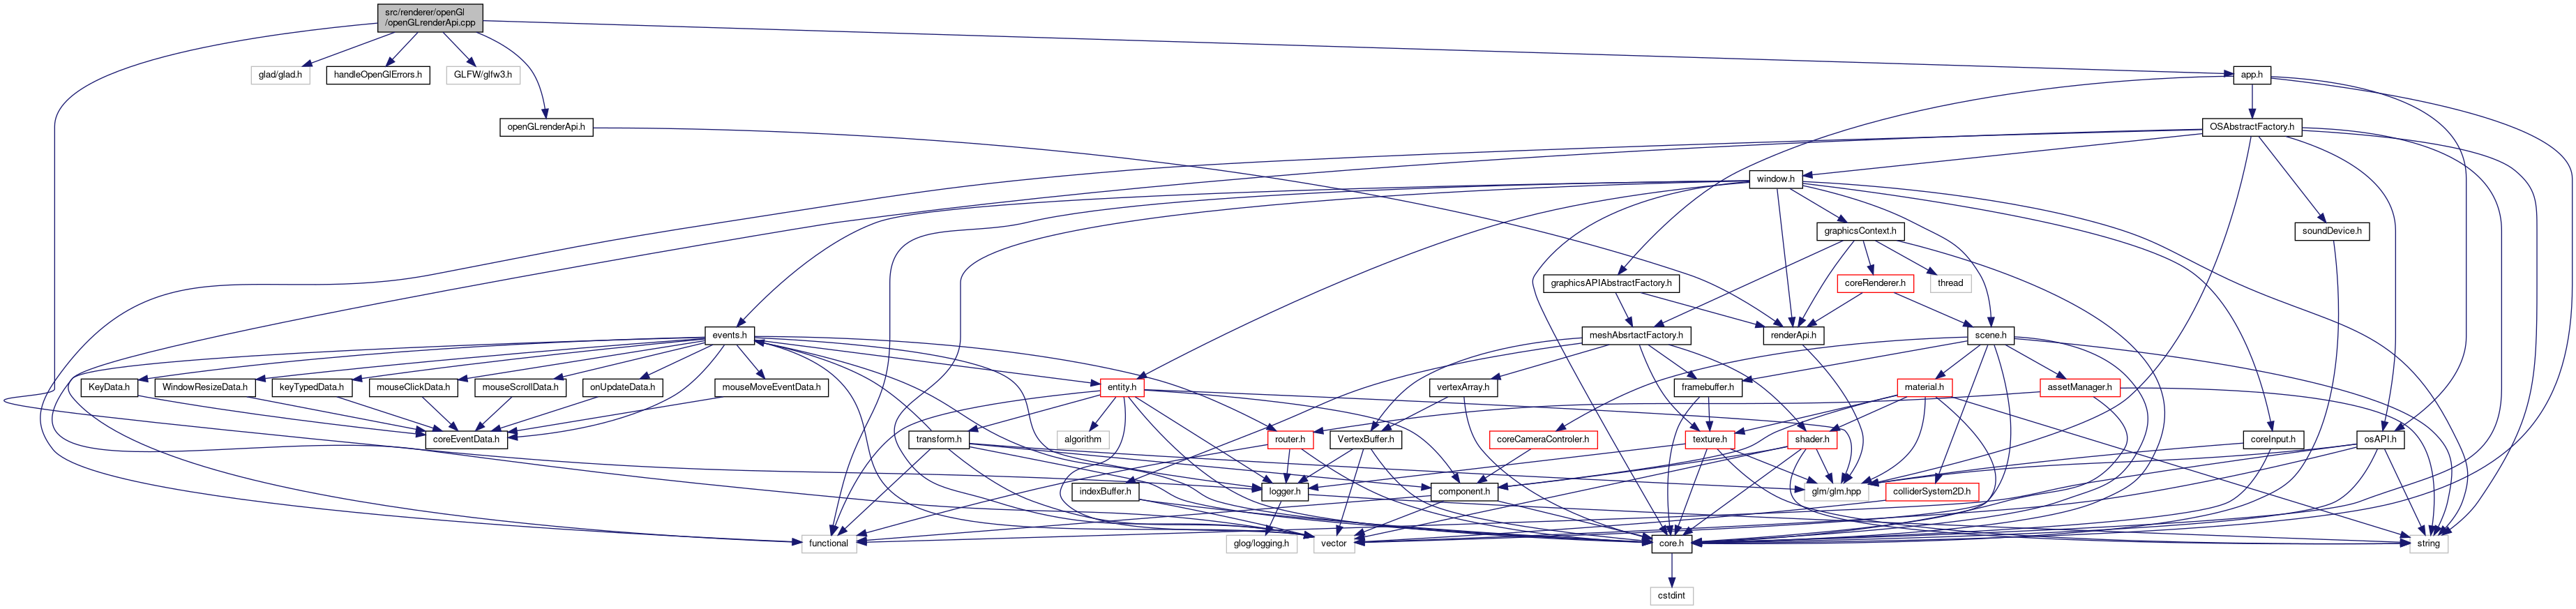 src/renderer/openGl
/openGLrenderApi.cpp
glad/glad.h
handleOpenGlErrors.h
GLFW/glfw3.h
app.h
openGLrenderApi.h
OSAbstractFactory.h
window.h
graphicsContext.h
soundDevice.h
graphicsAPIAbstractFactory.h
coreRenderer.h
thread
events.h
meshAbsrtactFactory.h
renderApi.h
scene.h
KeyData.h
WindowResizeData.h
keyTypedData.h
mouseClickData.h
mouseScrollData.h
onUpdateData.h
mouseMoveEventData.h
entity.h
vertexArray.h
framebuffer.h
material.h
assetManager.h
coreEventData.h
transform.h
algorithm
router.h
VertexBuffer.h
coreCameraControler.h
texture.h
shader.h
coreInput.h
osAPI.h
indexBuffer.h
logger.h
component.h
glm/glm.hpp
colliderSystem2D.h
functional
glog/logging.h
vector
core.h
string
cstdint